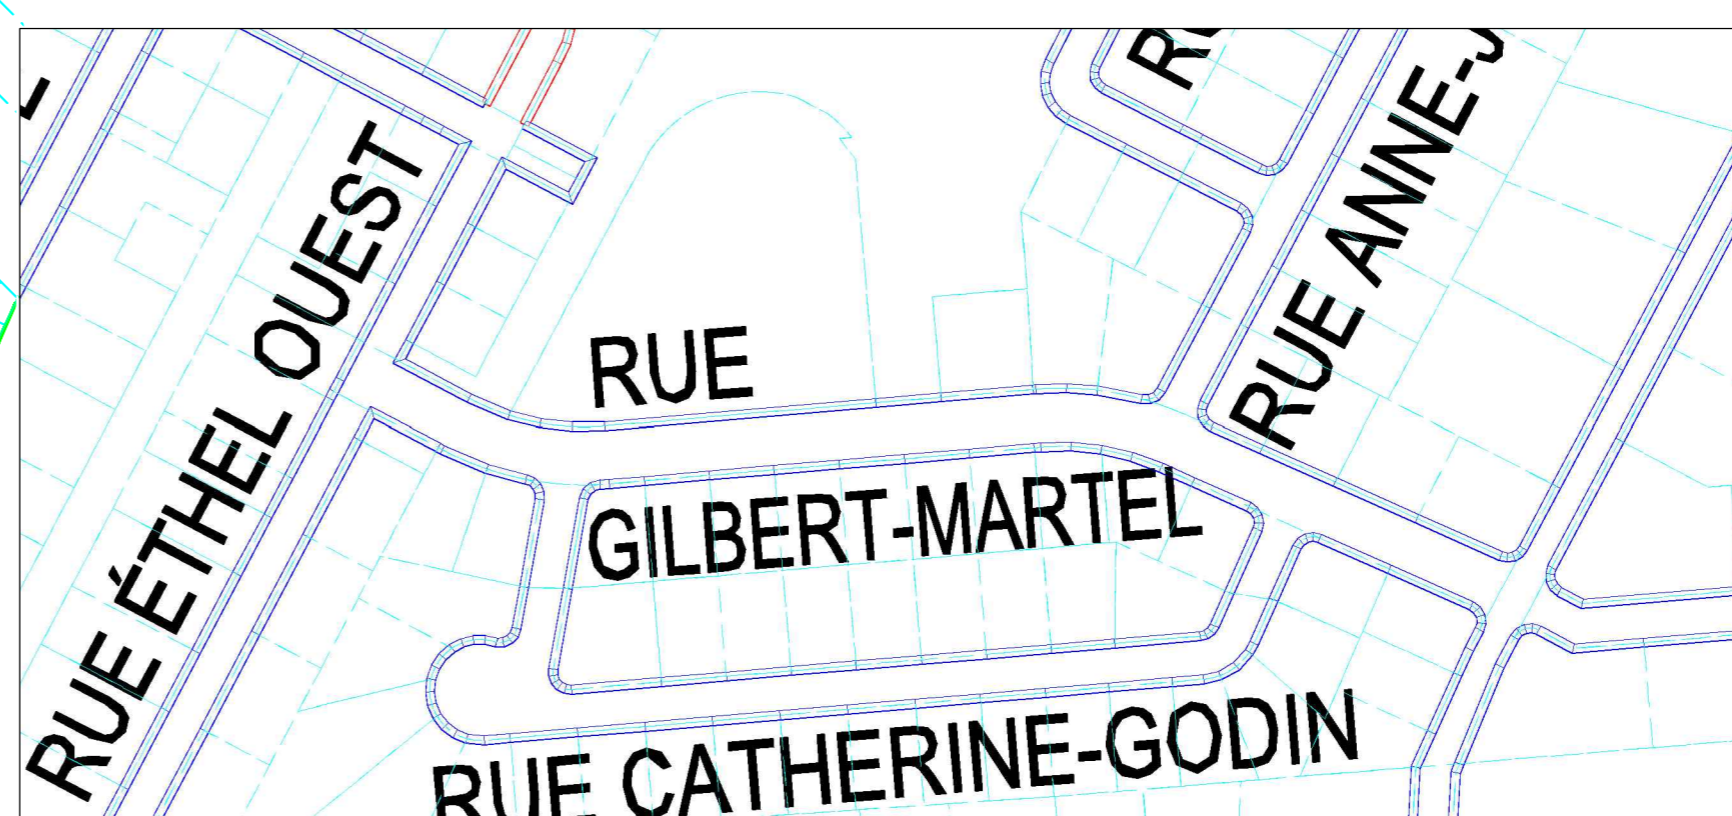 RUE ÉTHEL OUEST
RUE
GILBERT-MARTEL
RUE CATHERINE-GODIN
RUE ANNE-J